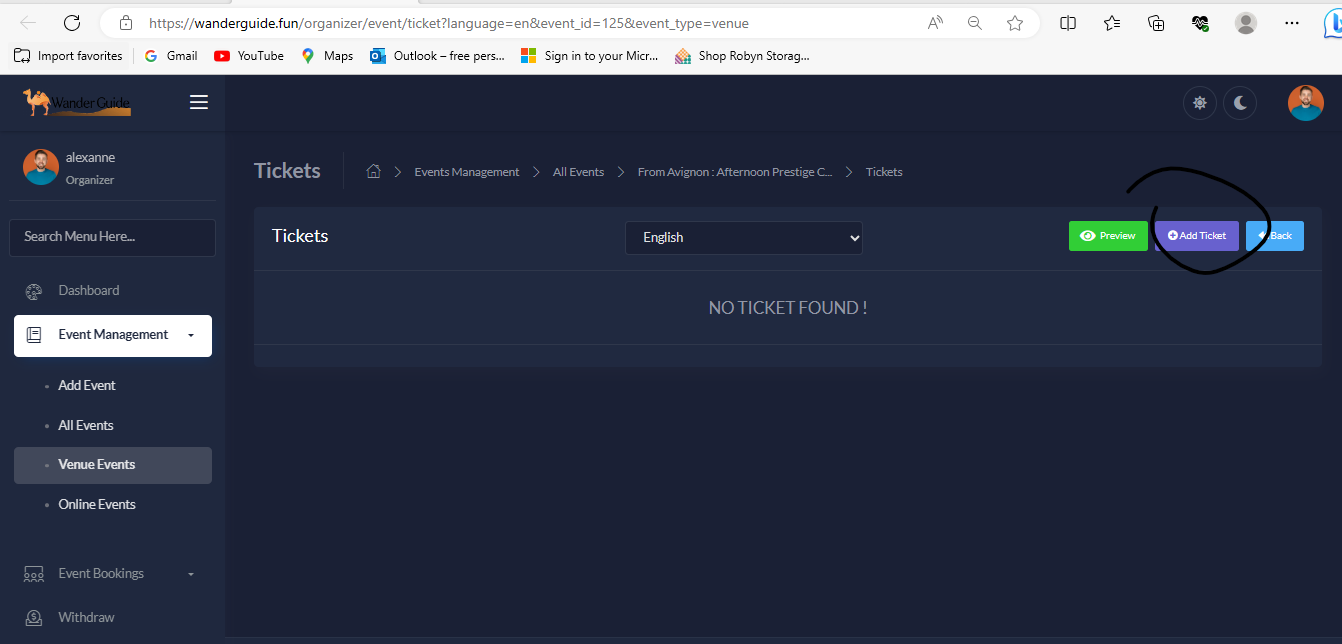 https://wanderguide.fun/organizer/event/ticket?language=en&event_id=125&event_type=venue
Import favorites Gmail YouTube Maps Outlook – free pers... Sign in to your Micr... Shop Robyn Storag...
Wander Guide
alexanne
Organizer
Search Menu Here...
Dashboard
Event Management
Add Event
All Events
Venue Events
Online Events
Event Bookings
Withdraw
Tickets
Events Management > All Events > From Avignon : Afternoon Prestige C... > Tickets
Tickets English Preview Add Ticket Back
NO TICKET FOUND !